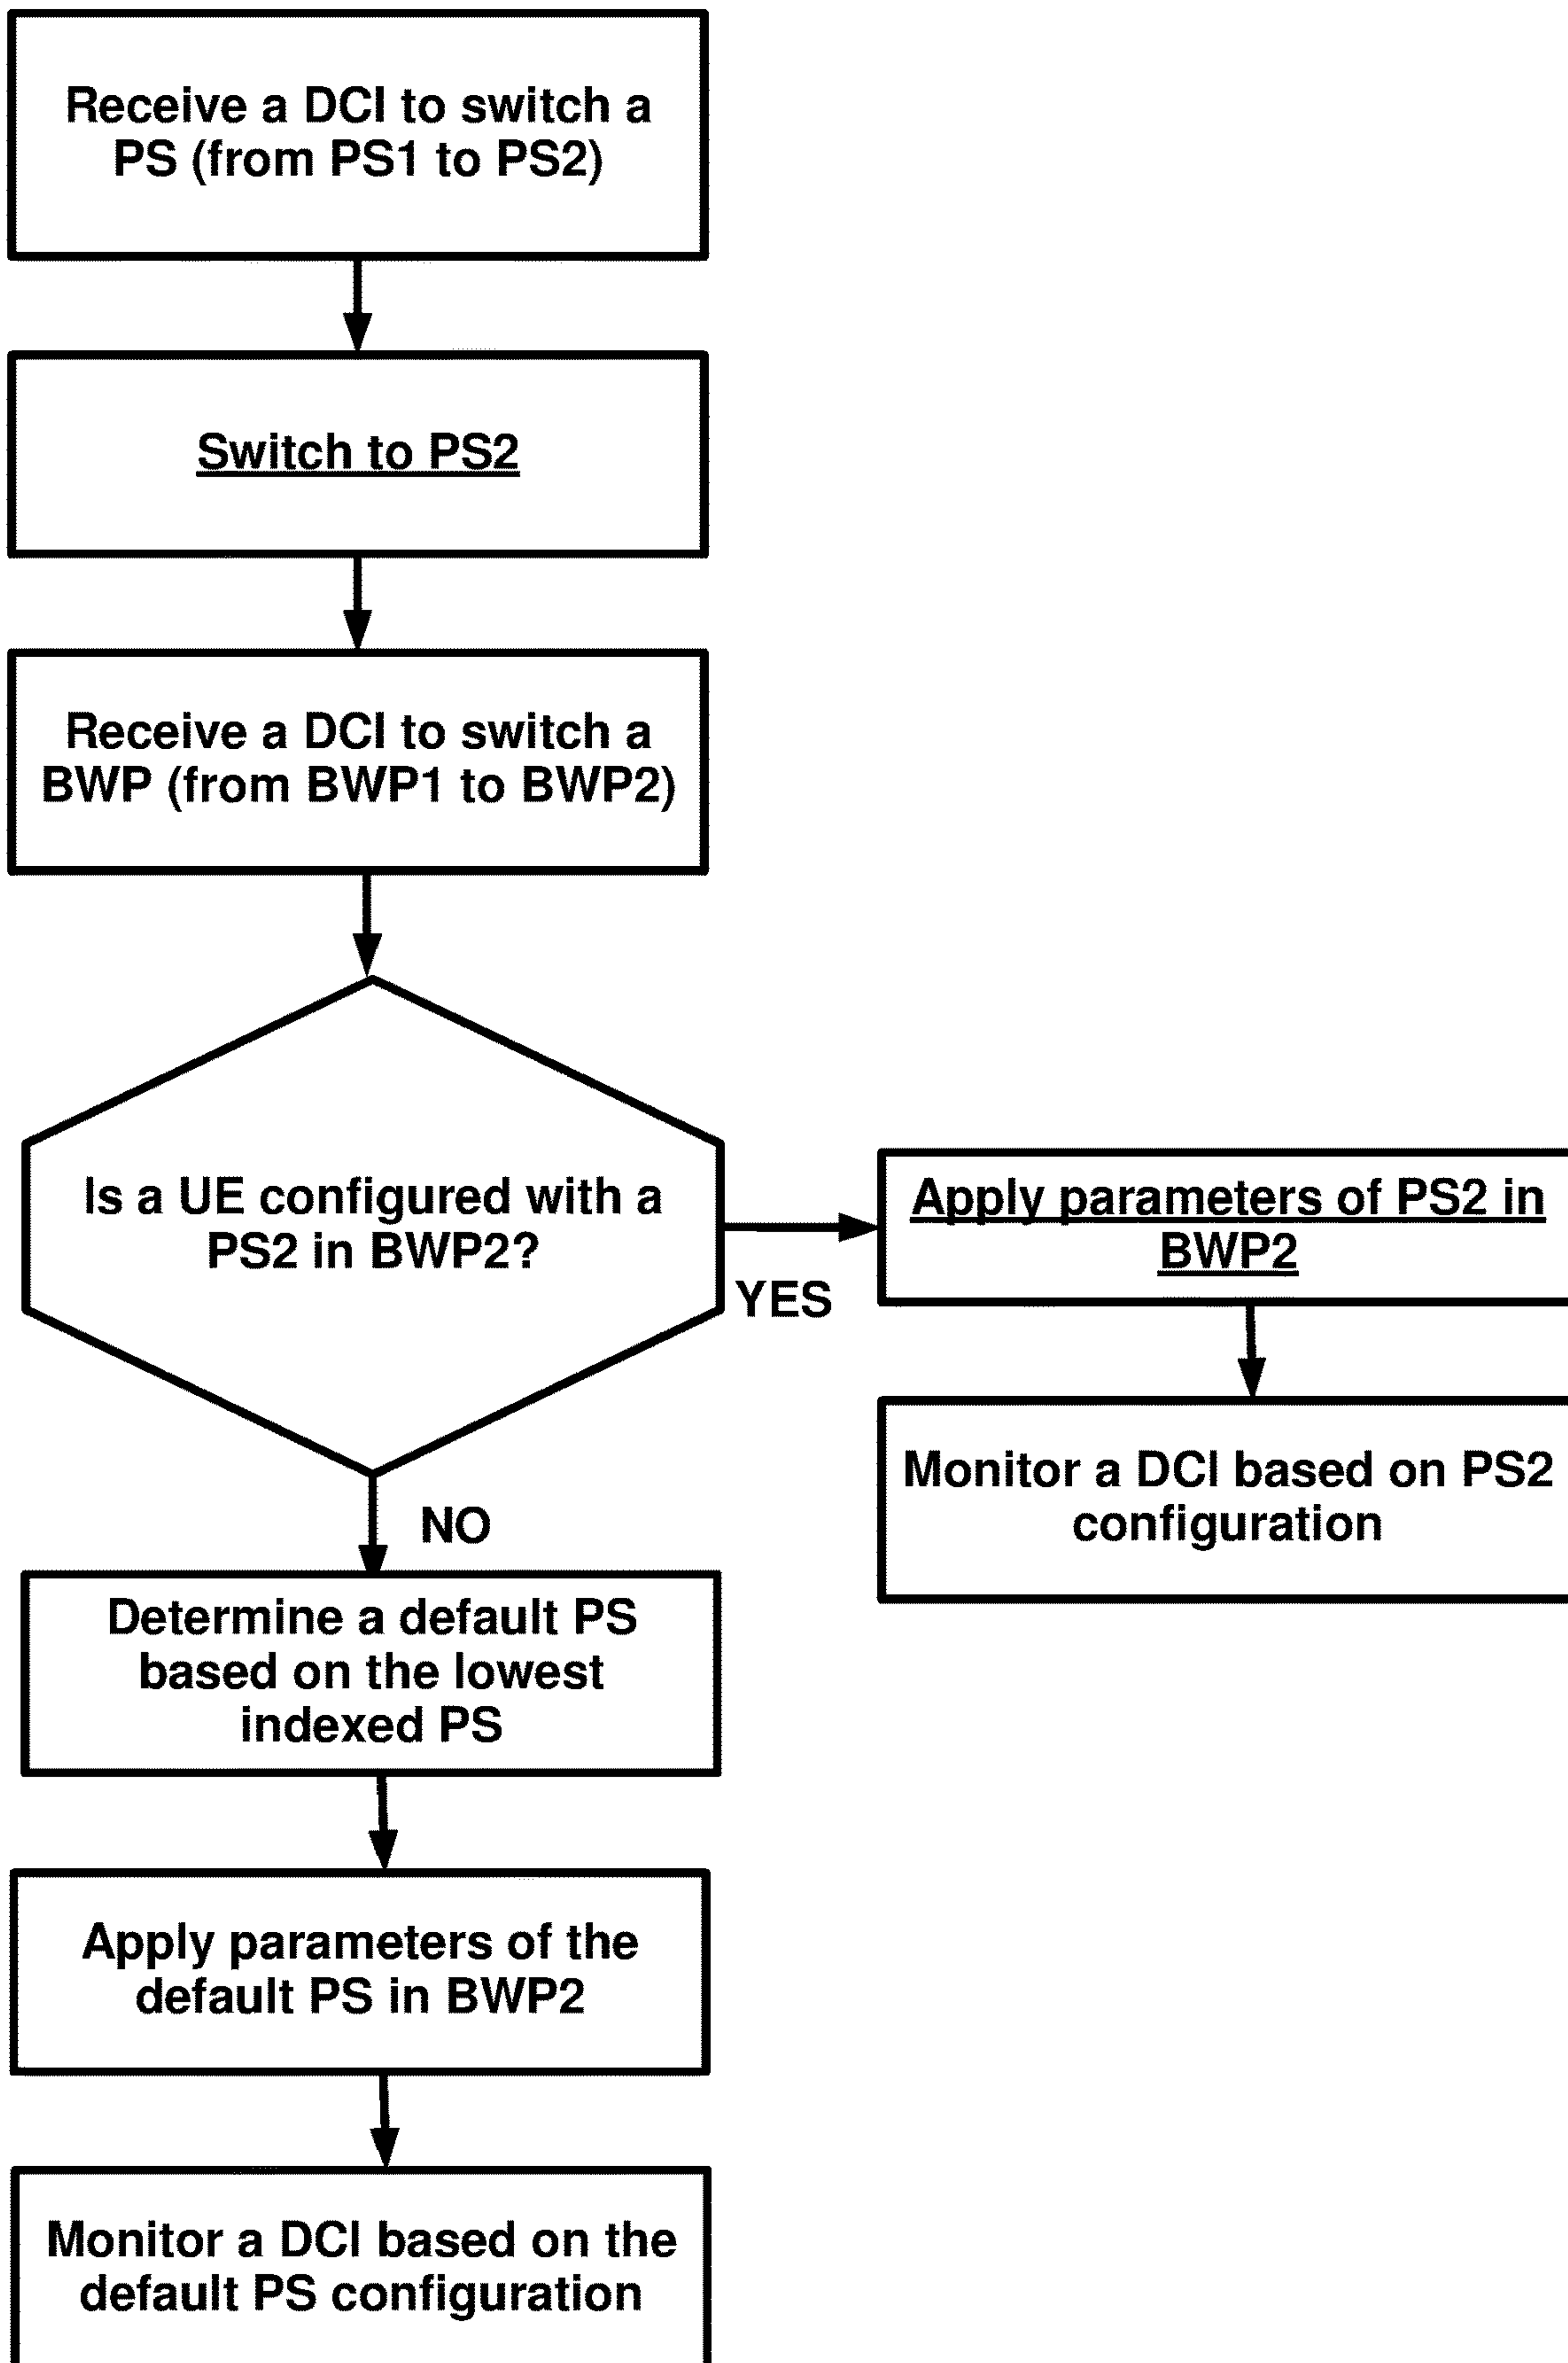 Receive a DCI to switch a
PS (from PS1 to PS2)
Switch to PS2
Receive a DCI to switch a
BWP (from BWP1 to BWP2)
Is a UE configured with a
PS2 in BWP2?
YES
Apply parameters of PS2 in
BWP2
Monitor a DCI based on PS2
configuration
NO
Determine a default PS
based on the lowest
indexed PS
Apply parameters of the
default PS in BWP2
Monitor a DCI based on the
default PS configuration